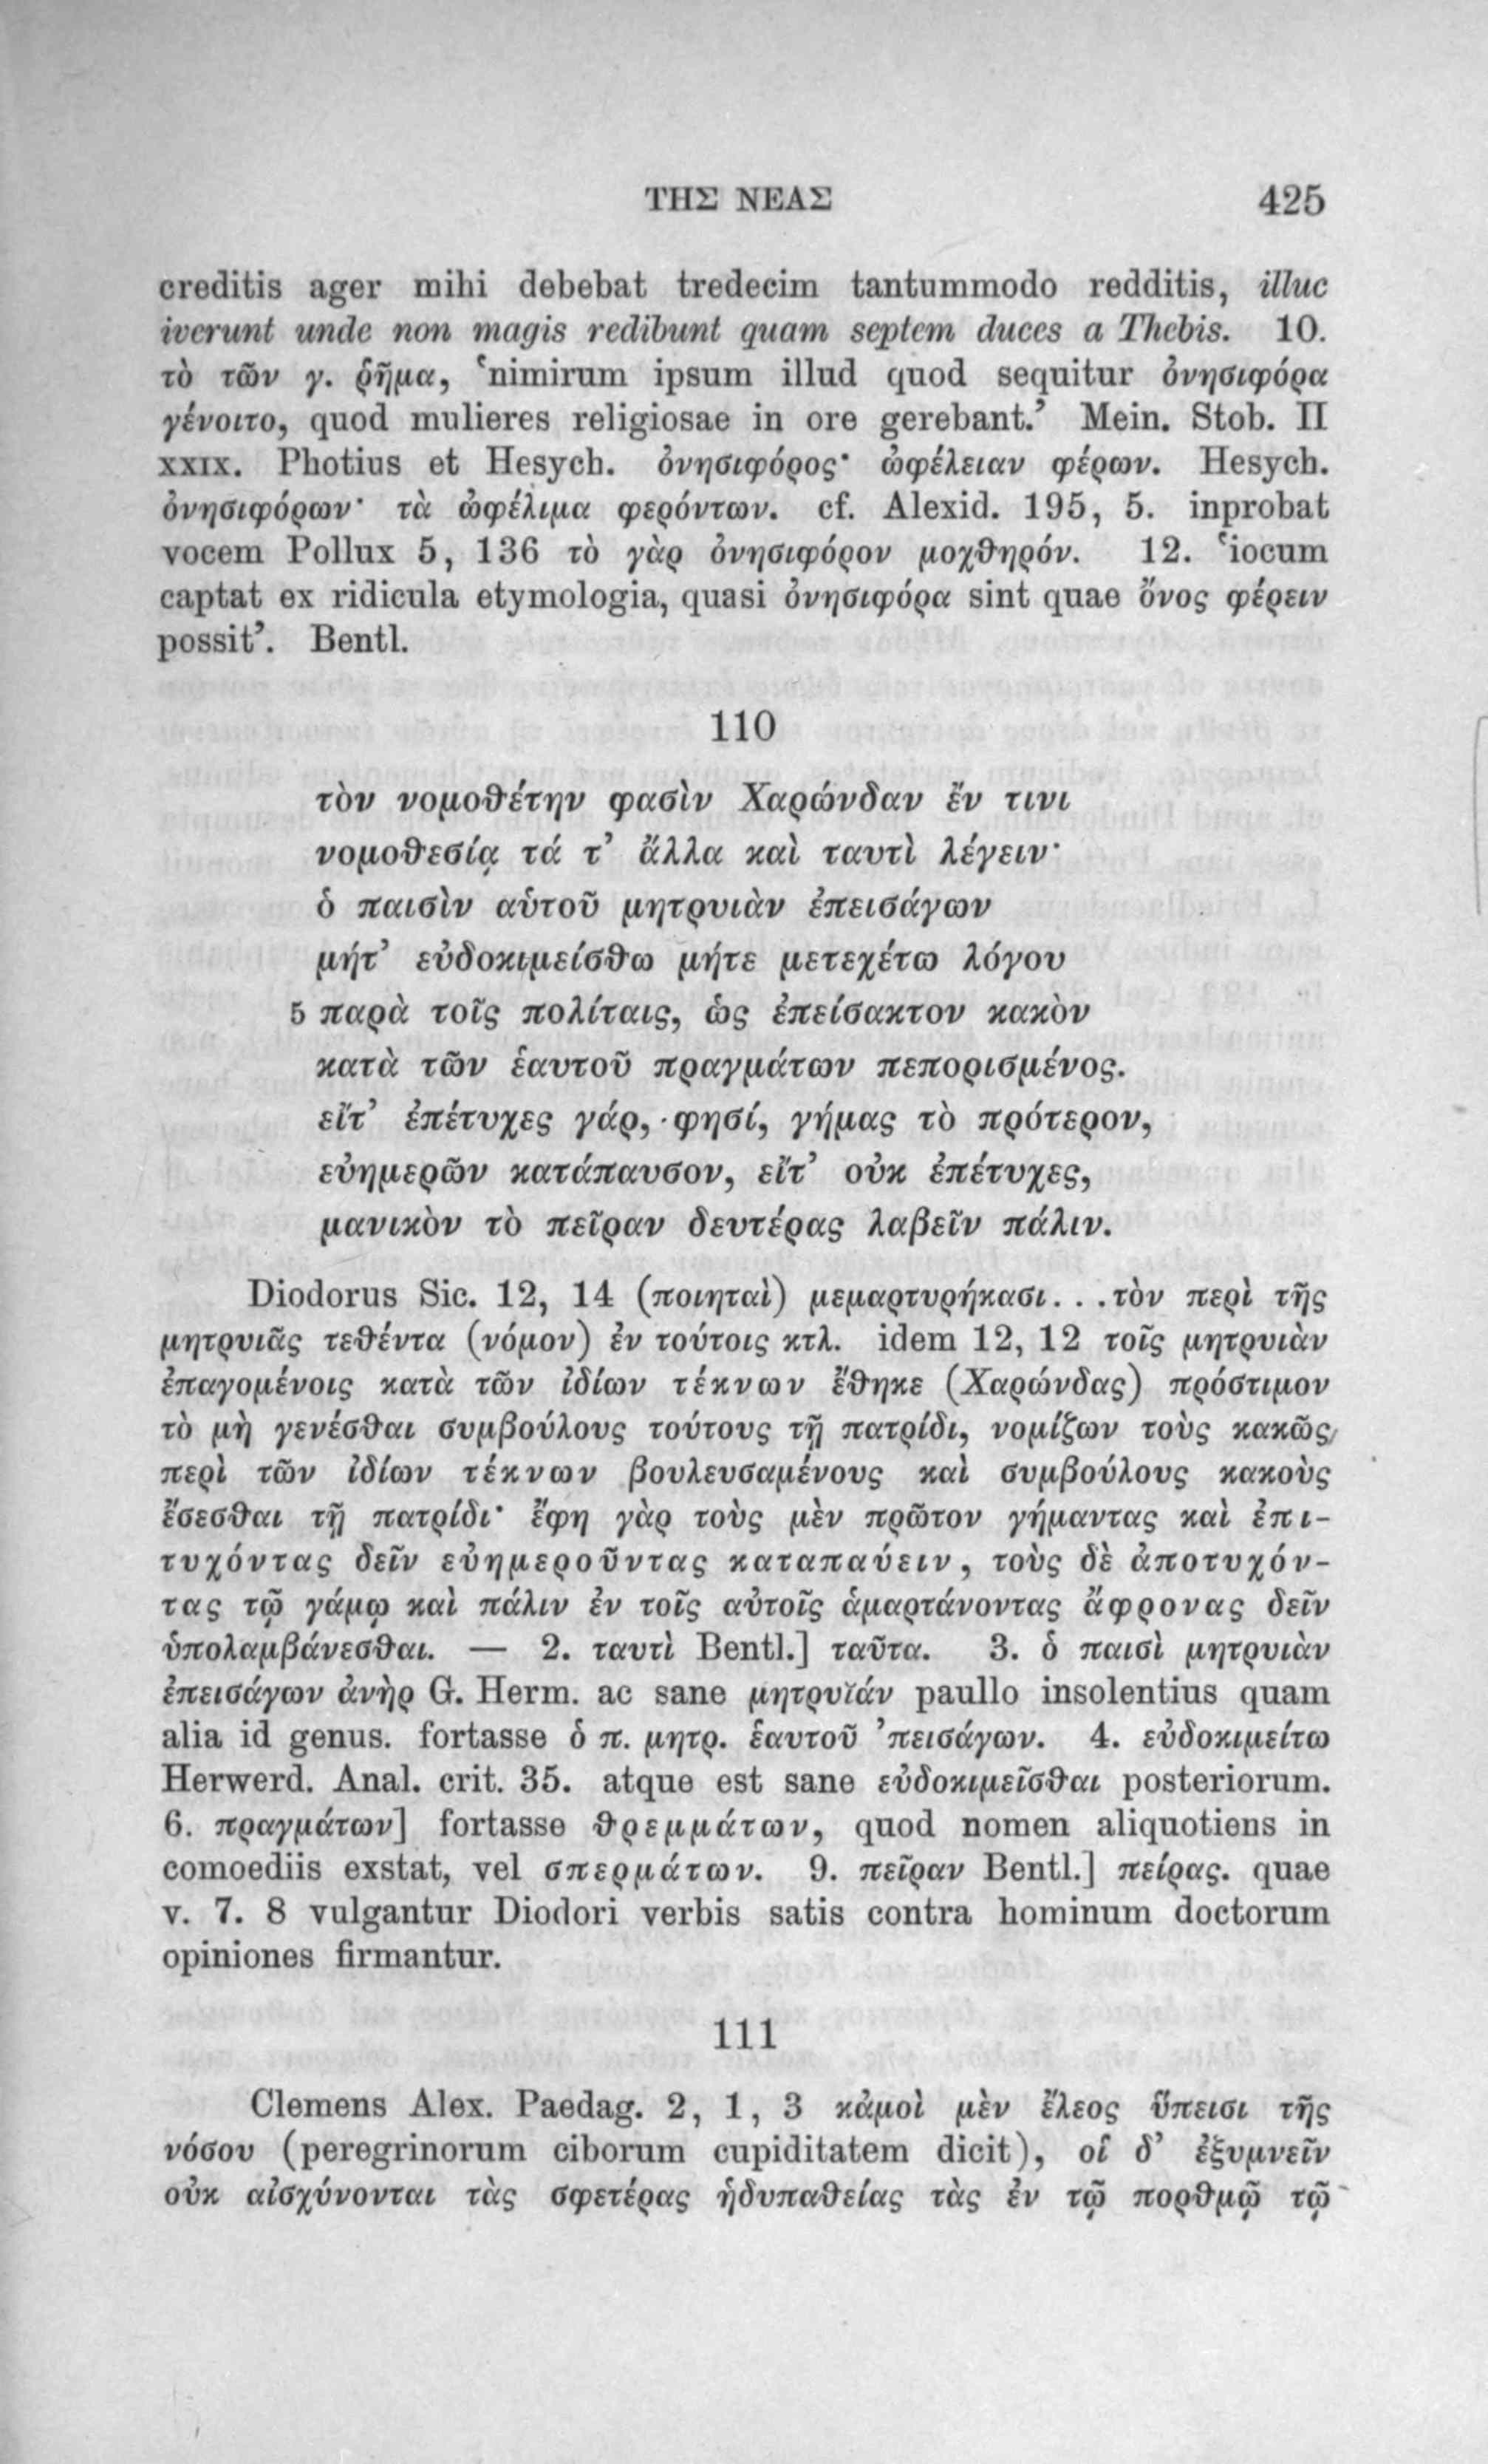 ΤΗΣ ΝΕΑΣ 425
creditis ager mihi debebat tredecim tantummodo redditis, illuc
iverunt unde non magis redibunt quam septem duces a Thebis. 10.
τὸ τῶν γ. ῥῆμα, ‘nimirum ipsum illud quod sequitur ὀνησιφόρα
γένοιτο, quod mulieres religiosae in ore gerebant.’ Mein. Stob. II
XXIX. Photius et Hesych. ὀνησιφόρος· ὠφέλειαν φέρων. Hesych.
ὀνησιφόρων· τὰ ὠφέλιμα φερόντων. cf. Alexid. 195, 5. inprobat
vocem Pollux 5, 136 τὸ γὰρ ὀνησιφόρον μοχθηρόν. 12. ‘iocum
captat ex ridicula etymologia, quasi ὀνησιφόρα sint quae ὄνος φέρειν
possit’. Bentl.
110
τὸν νομοθέτην φασὶν Χαρώνδαν ἔν τινι
νομοθεσίᾳ τά τ’ ἄλλα καὶ ταυτὶ λέγειν·
ὁ παισὶν αὑτοῦ μητρυιὰν ἐπεισάγων
μήτ’ εὐδοκιμείσθω μήτε μετεχέτω λόγου
5 παρὰ τοῖς πολίταις, ὡς ἐπείσακτον κακὸν
κατὰ τῶν ἑαυτοῦ πραγμάτων πεπορισμένος.
εἴτ’ ἐπέτυχες γάρ, φησί, γήμας τὸ πρότερον,
εὐημερῶν κατάπαυσον, εἴτ’ οὐκ ἐπέτυχες,
μανικὸν τὸ πεῖραν δευτέρας λαβεῖν πάλιν.
Diodorus Sic. 12, 14 (ποιηταὶ) μεμαρτυρήκασι. . .τὸν περὶ τῆς
μητρυιᾶς τεθέντα (νόμον) ἐν τούτοις κτλ. idem 12, 12 τοῖς μητρυιὰν
ἐπαγομένοις κατὰ τῶν ἰδίων τέκνων ἔθηκε (Χαρώνδας) πρόστιμον
τὸ μὴ γενέσθαι συμβούλους τούτους τῇ πατρίδι, νομίζων τοὺς κακῶς
περὶ τῶν ἰδίων τέκνων βουλευσαμένους καὶ συμβούλους κακοὺς
ἔσεσθαι τῇ πατρίδι· ἔφη γὰρ τοὺς μὲν πρῶτον γήμαντας καὶ ἐπι-
τυχόντας δεῖν εὐημεροῦντας καταπαύειν, τοὺς δὲ ἀποτυχόν-
τας τῷ γάμῳ καὶ πάλιν ἐν τοῖς αὐτοῖς ἁμαρτάνοντας ἄφρονας δεῖν
ὑπολαμβάνεσθαι. — 2. ταυτὶ Bentl.] ταῦτα. 3. ὁ παισὶ μητρυιὰν
ἐπεισάγων ἀνὴρ G. Herm. ac sane μητρυῐάν paullo insolentius quam
alia id genus. fortasse ὁ π. μητρ. ἑαυτοῦ ’πεισάγων. 4. εὐδοκιμείτω
Herwerd. Anal. crit. 35. atque est sane εὐδοκιμεῖσθαι posteriorum.
6. πραγμάτων] fortasse θρεμμάτων, quod nomen aliquotiens in
comoediis exstat, vel σπερμάτων. 9. πεῖραν Bentl.] πείρας. quae
v. 7. 8 vulgantur Diodori verbis satis contra hominum doctorum
opiniones firmantur.
111
Clemens Alex. Paedag. 2, 1, 3 κἀμοὶ μὲν ἔλεος ὕπεισι τῆς
νόσου (peregrinorum ciborum cupiditatem dicit), οἳ δ’ ἐξυμνεῖν
οὐκ αἰσχύνονται τὰς σφετέρας ἡδυπαθείας τὰς ἐν τῷ πορθμῷ τῷ